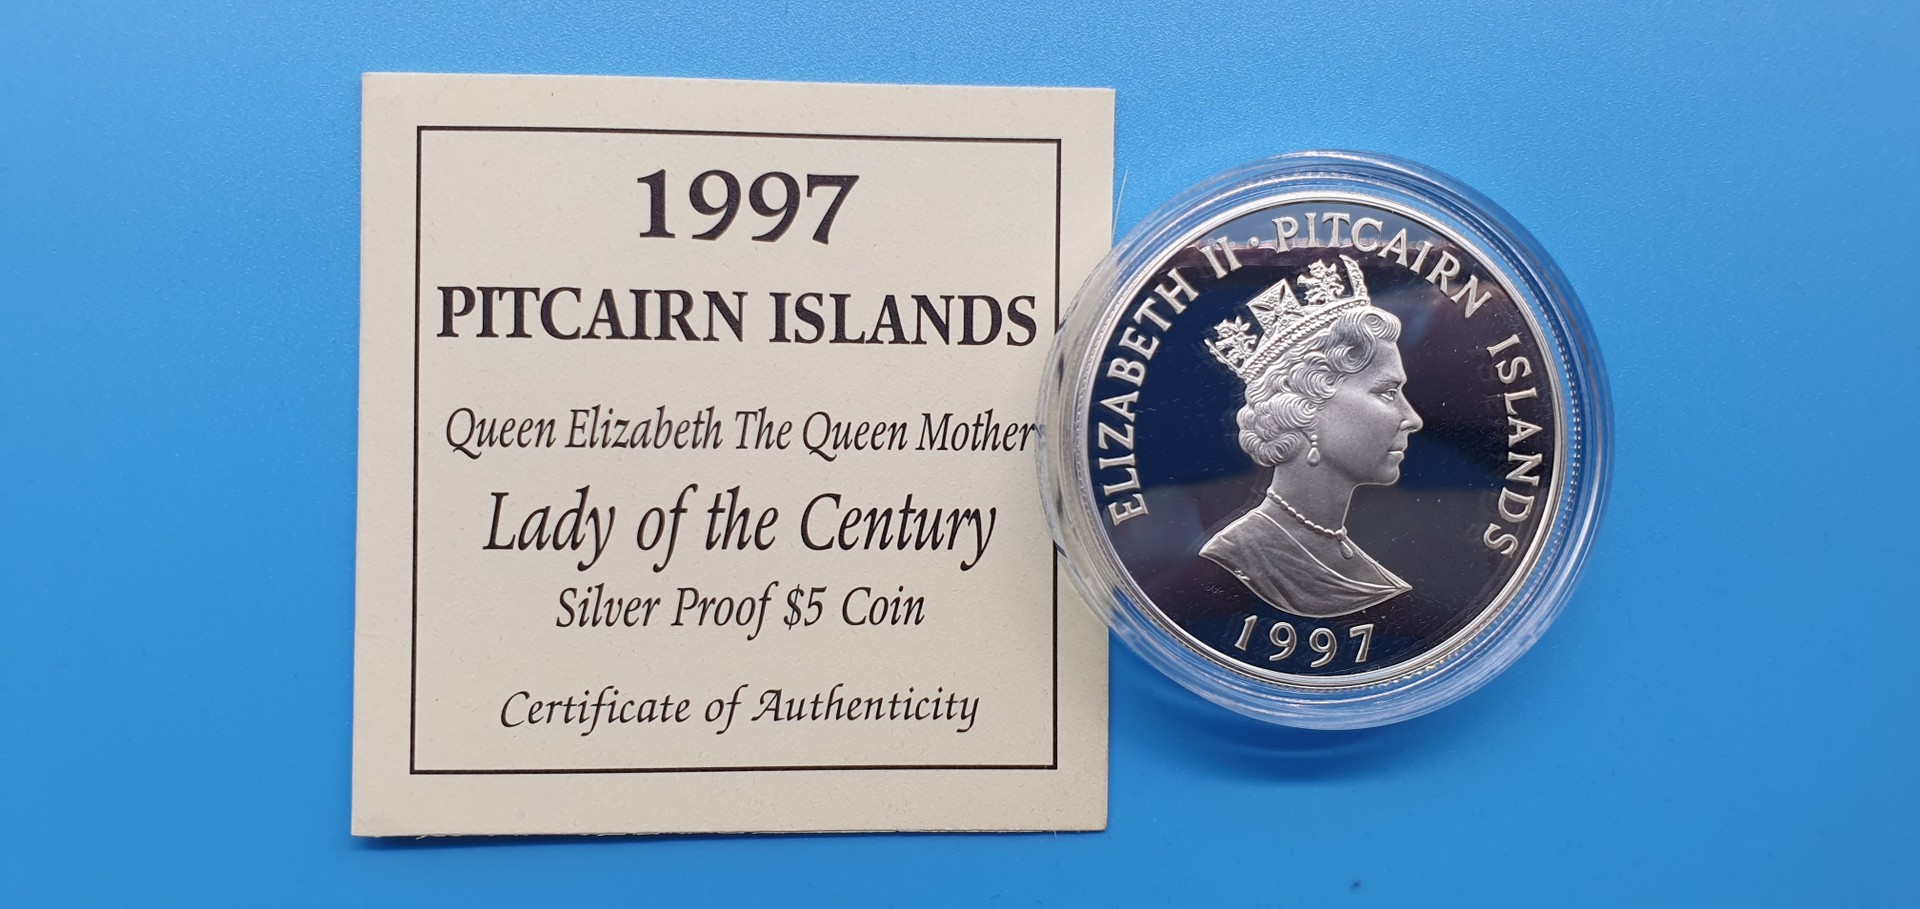 1997
PITCAIRN ISLANDS
Queen Elizabeth The Queen Mother
Lady of the Century
Silver Proof $5 Coin
Certificate of Authenticity
ELIZABETH II · PITCAIRN ISLANDS
1997